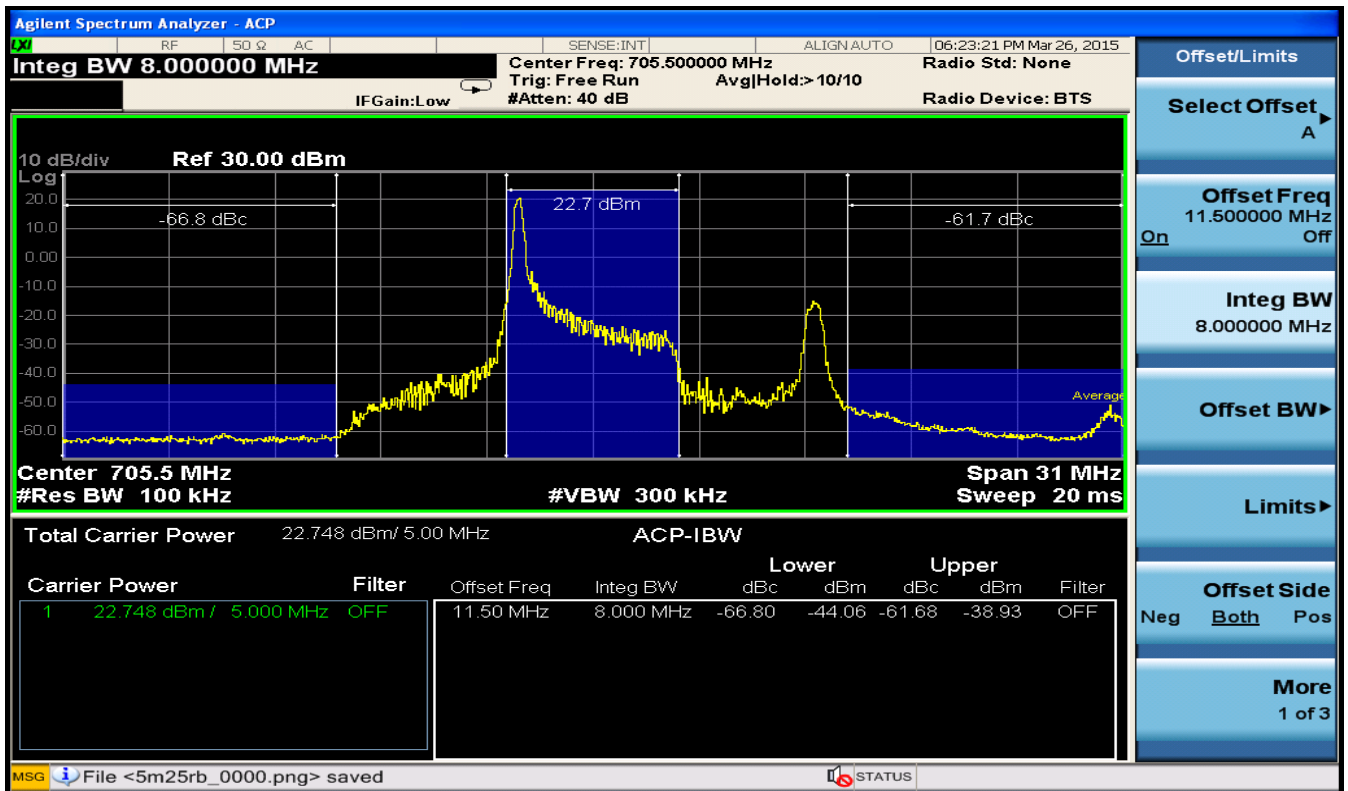 Agilent Spectrum Analyzer - ACP
LXI RF 50 Ω AC SENSE:INT ALIGN AUTO 06:23:21 PM Mar 26, 2015
Integ BW 8.000000 MHz Center Freq: 705.500000 MHz Radio Std: None
Trig: Free Run Avg|Hold:> 10/10
IFGain:Low #Atten: 40 dB Radio Device: BTS
10 dB/div Ref 30.00 dBm
Log
20.0
10.0
0.00
-10.0
-20.0
-30.0
-40.0
-50.0
-60.0
-66.8 dBc 22.7 dBm -61.7 dBc
Average
Center 705.5 MHz Span 31 MHz
#Res BW 100 kHz #VBW 300 kHz Sweep 20 ms
Total Carrier Power 22.748 dBm/ 5.00 MHz ACP-IBW
Lower Upper
Carrier Power Filter Offset Freq Integ BW dBc dBm dBc dBm Filter
1 22.748 dBm / 5.000 MHz OFF 11.50 MHz 8.000 MHz -66.80 -44.06 -61.68 -38.93 OFF
MSG File <5m25rb_0000.png> saved STATUS
Offset/Limits
Select Offset
A
Offset Freq
11.500000 MHz
On Off
Integ BW
8.000000 MHz
Offset BW
Limits
Offset Side
Neg Both Pos
More
1 of 3